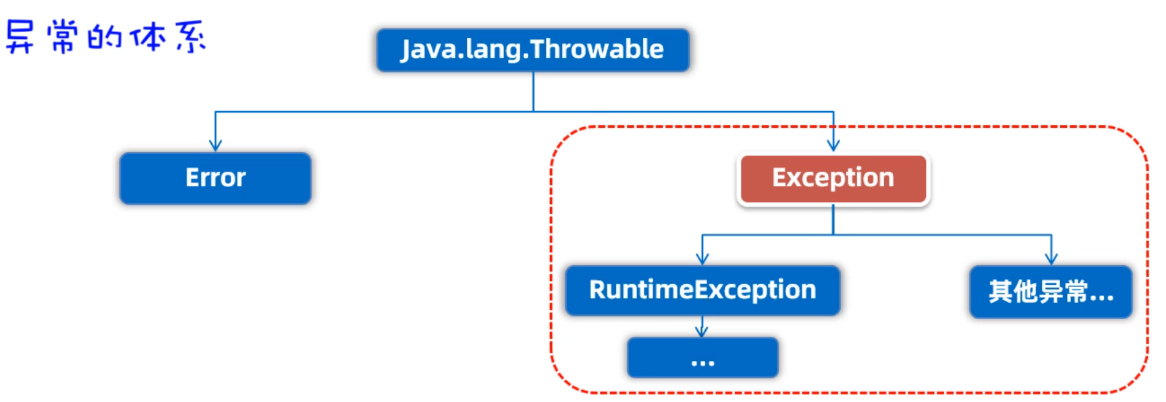 异常的体系
Java.lang.Throwable
Error
Exception
RuntimeException
其他异常...
...